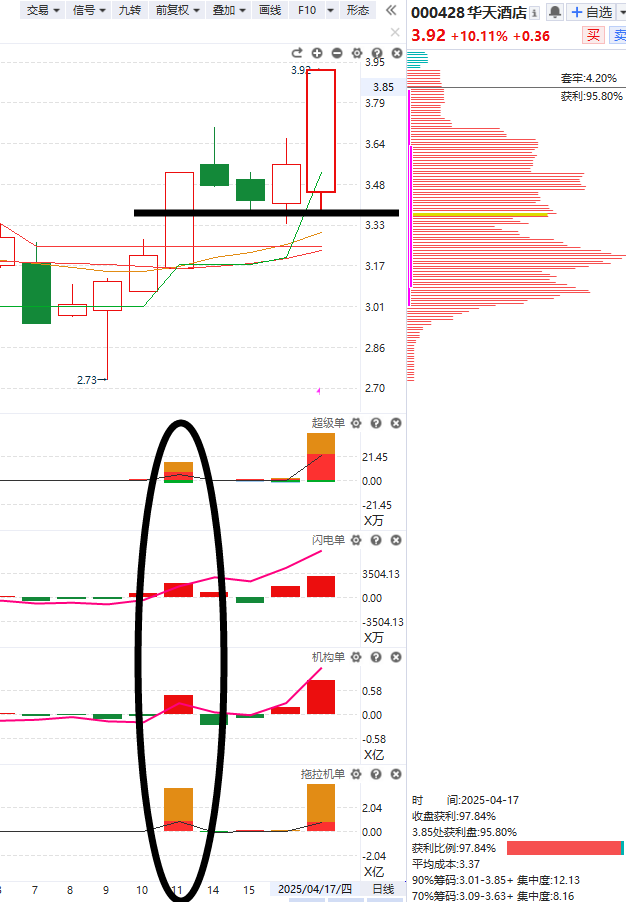 交易 信号 九转 前复权 叠加 画线 F10 形态
000428 华天酒店 自选
3.92 +10.11% +0.36 买 卖
3.92
3.95
3.85
3.79
3.64
3.48
3.33
3.17
3.01
2.86
2.73
2.70
套牢:4.20%
获利:95.80%
超级单
21.45
0.00
-21.45
X万
闪电单
3504.13
0.00
-3504.13
X万
机构单
0.58
0.00
-0.58
X亿
拖拉机单
2.04
0.00
-2.04
X亿
7 8 9 10 11 14 15 2025/04/17/四 日线
时 间:2025-04-17
收盘获利:97.84%
3.85处获利盘:95.80%
获利比例:97.84%
平均成本:3.37
90%筹码:3.01-3.85+ 集中度:12.13
70%筹码:3.09-3.63+ 集中度:8.16